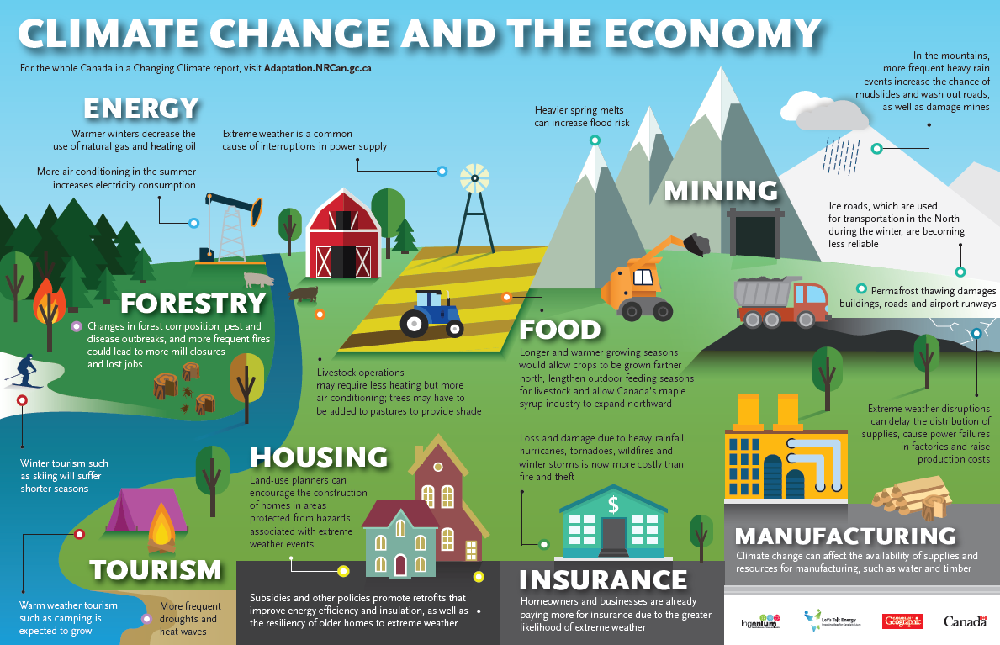 CLIMATE CHANGE AND THE ECONOMY
For the whole Canada in a Changing Climate report, visit Adaptation.NRCan.gc.ca
ENERGY
Warmer winters decrease the
use of natural gas and heating oil
More air conditioning in the summer
increases electricity consumption
Extreme weather is a common
cause of interruptions in power supply
Heavier spring melts
can increase flood risk
In the mountains,
more frequent heavy rain
events increase the chance of
mudslides and wash out roads,
as well as damage mines
MINING
Ice roads, which are used
for transportation in the North
during the winter, are becoming
less reliable
Permafrost thawing damages
buildings, roads and airport runways
FORESTRY
Changes in forest composition, pest and
disease outbreaks, and more frequent fires
could lead to more mill closures
and lost jobs
Livestock operations
may require less heating but more
air conditioning; trees may have to
be added to pastures to provide shade
FOOD
Longer and warmer growing seasons
would allow crops to be grown farther
north, lengthen outdoor feeding seasons
for livestock and allow Canada's maple
syrup industry to expand northward
Extreme weather disruptions
can delay the distribution of
supplies, cause power failures
in factories and raise
production costs
Winter tourism such
as skiing will suffer
shorter seasons
HOUSING
Land-use planners can
encourage the construction
of homes in areas
protected from hazards
associated with extreme
weather events
Loss and damage due to heavy rainfall,
hurricanes, tornadoes, wildfires and
winter storms is now more costly than
fire and theft
$
MANUFACTURING
Climate change can affect the availability of supplies and
resources for manufacturing, such as water and timber
TOURISM
Warm weather tourism
such as camping is
expected to grow
More frequent
droughts and
heat waves
Subsidies and other policies promote retrofits that
improve energy efficiency and insulation, as well as
the resiliency of older homes to extreme weather
INSURANCE
Homeowners and businesses are already
paying more for insurance due to the greater
likelihood of extreme weather
Ingenium
Let's Talk Energy
Geographic
Canada